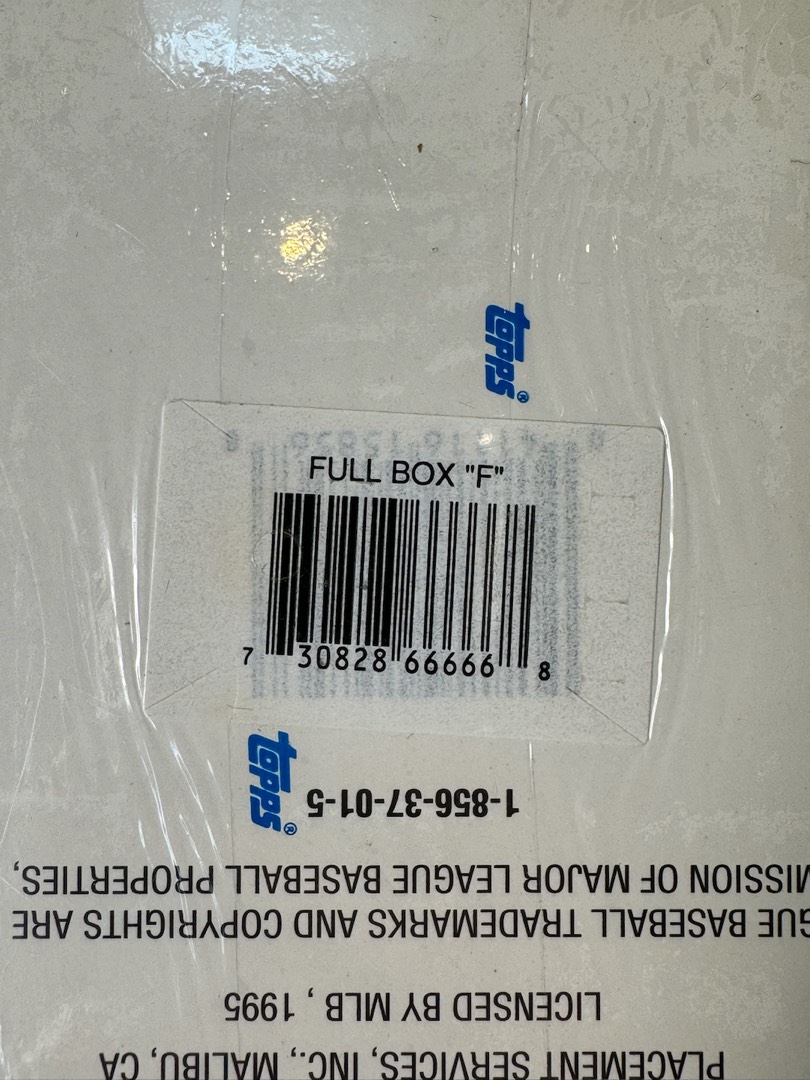 TOPPS®
FULL BOX "F"
7 30828 66666 8
PLACEMENT SERVICES, INC., MALIBU, CA
LICENSED BY MLB , 1995
GUE BASEBALL TRADEMARKS AND COPYRIGHTS ARE
MISSION OF MAJOR LEAGUE BASEBALL PROPERTIES,
1-856-37-01-5
TOPPS®